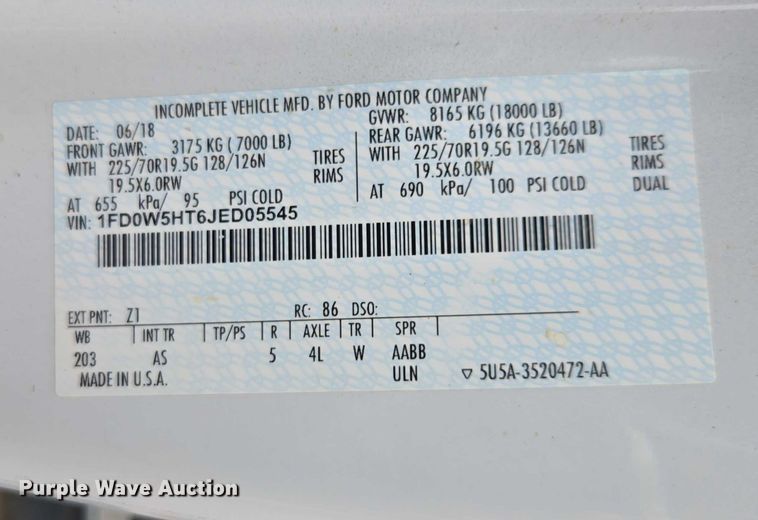 INCOMPLETE VEHICLE MFD. BY FORD MOTOR COMPANY
DATE: 06/18 GVWR: 8165 KG (18000 LB)
FRONT GAWR: 3175 KG ( 7000 LB) REAR GAWR: 6196 KG (13660 LB)
WITH 225/70R19.5G 128/126N TIRES WITH 225/70R19.5G 128/126N TIRES
19.5X6.0RW RIMS 19.5X6.0RW RIMS
AT 655 kPa/ 95 PSI COLD AT 690 kPa/ 100 PSI COLD DUAL
VIN: 1FD0W5HT6JED05545
EXT PNT: Z1 RC: 86 DSO:
WB INT TR TP/PS R AXLE TR SPR
203 AS 5 4L W AABB
MADE IN U.S.A. ULN ▽ 5U5A-3520472-AA
Purple Wave Auction